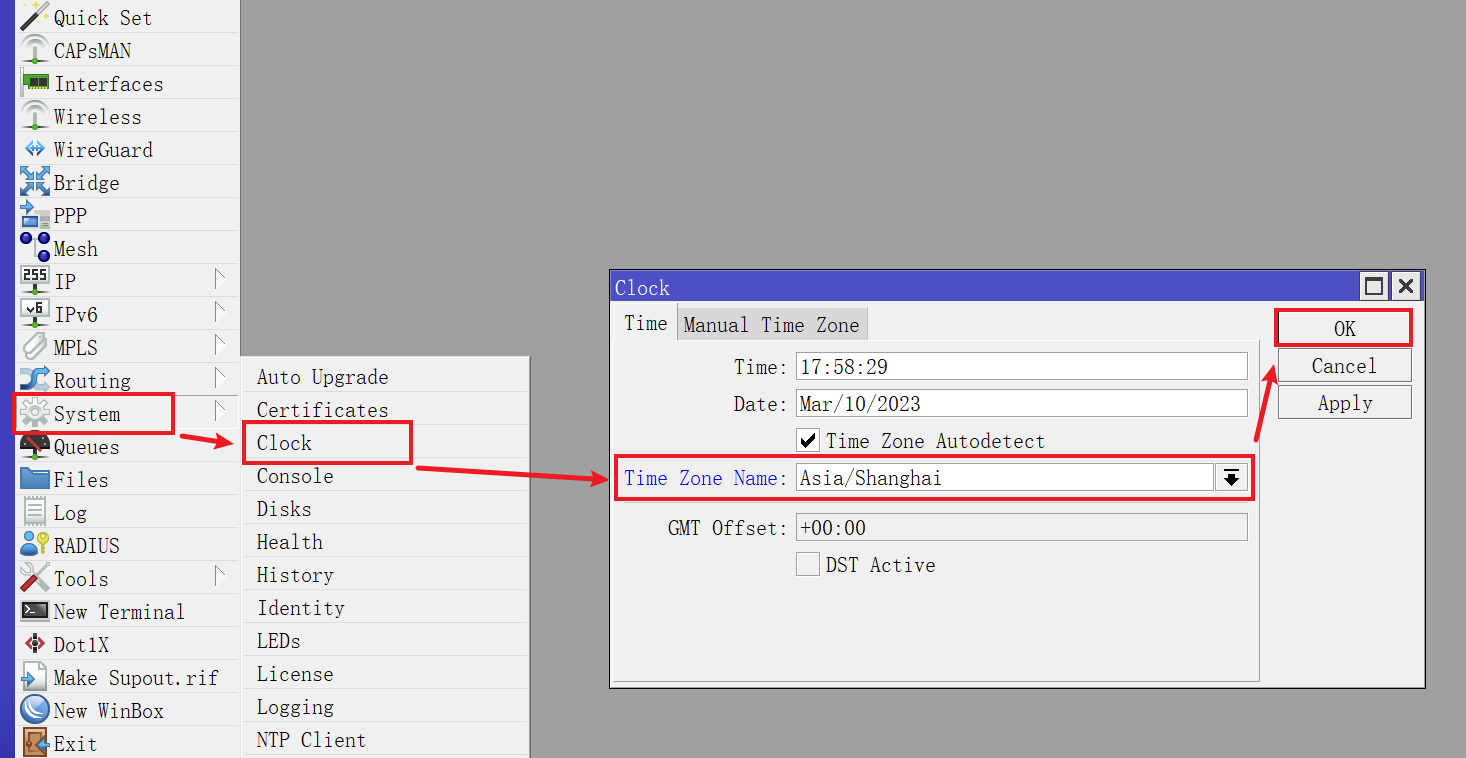 Quick Set
CAPsMAN
Interfaces
Wireless
WireGuard
Bridge
PPP
Mesh
255
IP
v6
IPv6
MPLS
Routing
System
Queues
Files
Log
RADIUS
Tools
New Terminal
Dot1X
Make Supout.rif
New WinBox
Exit
Auto Upgrade
Certificates
Clock
Console
Disks
Health
History
Identity
LEDs
License
Logging
NTP Client
Clock
Time
Manual Time Zone
Time: 17:58:29
Date: Mar/10/2023
Time Zone Autodetect
Time Zone Name: Asia/Shanghai
GMT Offset: +00:00
DST Active
OK
Cancel
Apply